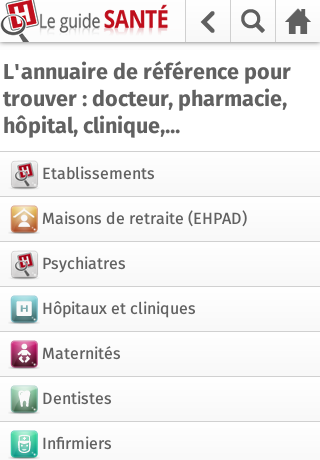 Le guide SANTÉ
L'annuaire de référence pour
trouver : docteur, pharmacie,
hôpital, clinique,...
Etablissements
Maisons de retraite (EHPAD)
Psychiatres
Hôpitaux et cliniques
Maternités
Dentistes
Infirmiers